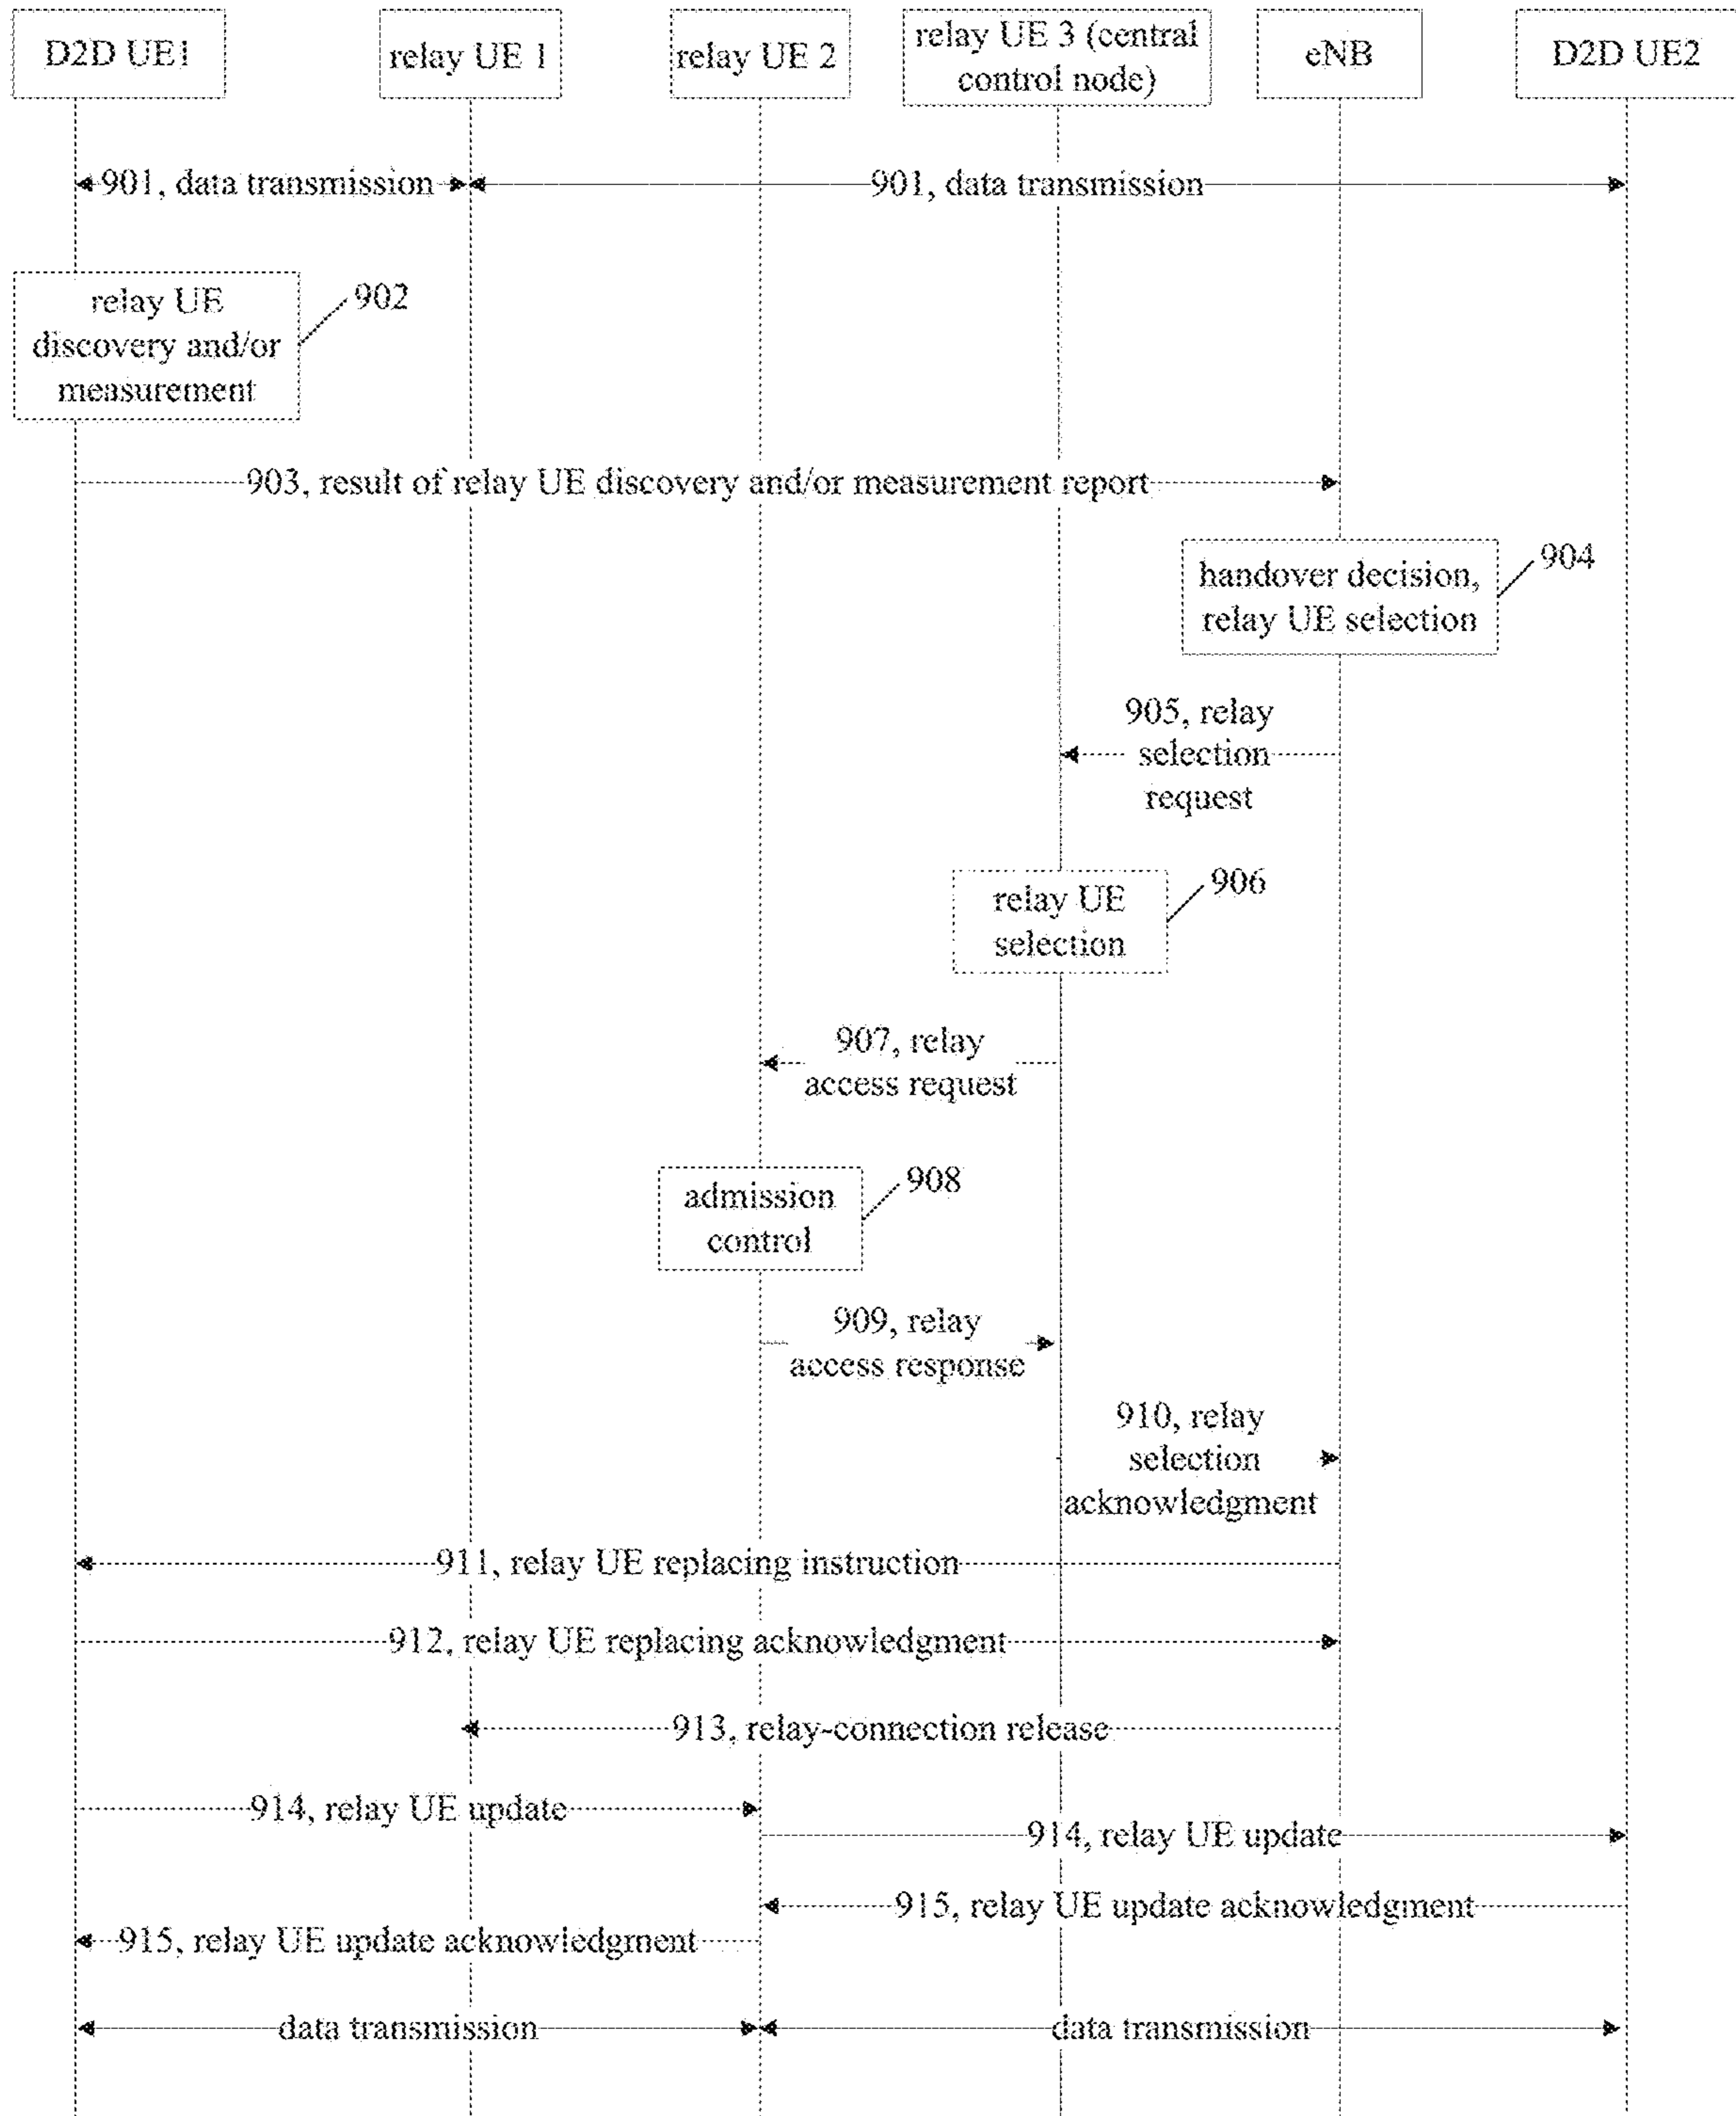 D2D UE1
relay UE 1
relay UE 2
relay UE 3 (central
control node)
eNB
D2D UE2
901, data transmission
901, data transmission
relay UE
discovery and/or
measurement
902
903, result of relay UE discovery and/or measurement report
handover decision,
relay UE selection
904
905, relay
selection
request
relay UE
selection
906
907, relay
access request
admission
control
908
909, relay
access response
910, relay
selection
acknowledgment
911, relay UE replacing instruction
912, relay UE replacing acknowledgment
913, relay-connection release
914, relay UE update
914, relay UE update
915, relay UE update acknowledgment
915, relay UE update acknowledgment
data transmission
data transmission